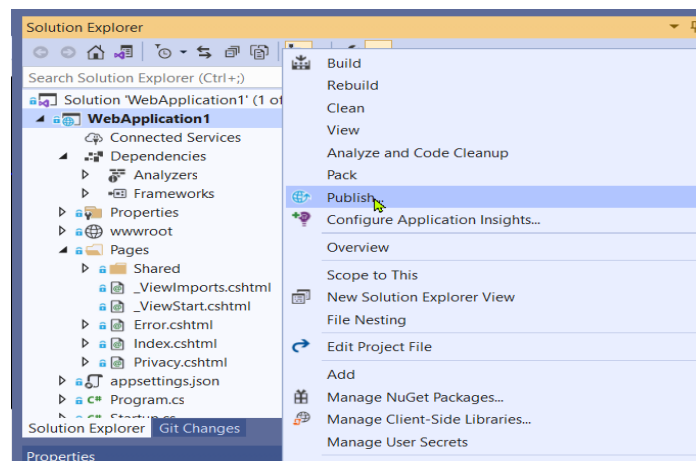 Solution Explorer
Search Solution Explorer (Ctrl+;)
Solution 'WebApplication1' (1 of
WebApplication1
Connected Services
Dependencies
Analyzers
Frameworks
Properties
wwwroot
Pages
Shared
_ViewImports.cshtml
_ViewStart.cshtml
Error.cshtml
Index.cshtml
Privacy.cshtml
appsettings.json
C# Program.cs
C# Startup.cs
Solution Explorer Git Changes
Properties
Build
Rebuild
Clean
View
Analyze and Code Cleanup
Pack
Publish...
Configure Application Insights...
Overview
Scope to This
New Solution Explorer View
File Nesting
Edit Project File
Add
Manage NuGet Packages...
Manage Client-Side Libraries...
Manage User Secrets